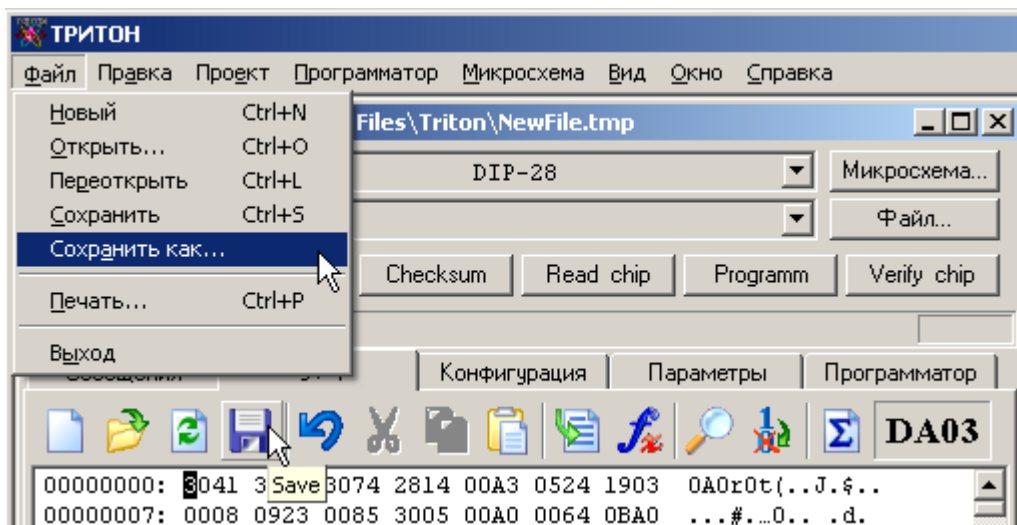 ТРИТОН
Файл Правка Проект Программатор Микросхема Вид Окно Справка
Новый Ctrl+N
Files\Triton\NewFile.tmp
Открыть... Ctrl+O
DIP-28 Микросхема...
Переоткрыть Ctrl+L
Сохранить Ctrl+S
Файл...
Сохранить как...
Checksum Read chip Programm Verify chip
Печать... Ctrl+P
Выход
Конфигурация Параметры Программатор
Σ DA03
00000000: 3041 3 Save 3074 2814 00A3 0524 1903 0A0r0t(..J.$..
00000007: 0008 0923 0085 3005 00A0 0064 0BA0 ...#.…0.. .d.